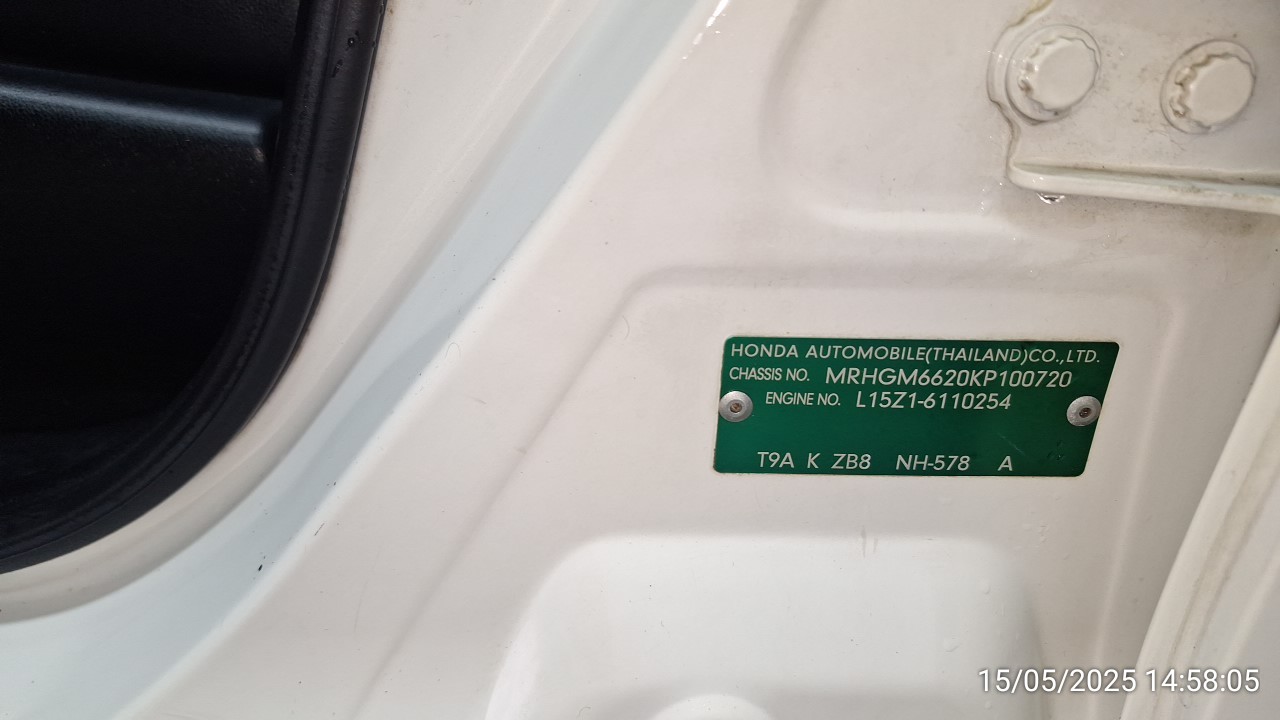 HONDA AUTOMOBILE(THAILAND)CO.,LTD.
CHASSIS NO. MRHGM6620KP100720
ENGINE NO. L15Z1-6110254
T9A K ZB8 NH-578 A
15/05/2025 14:58:05